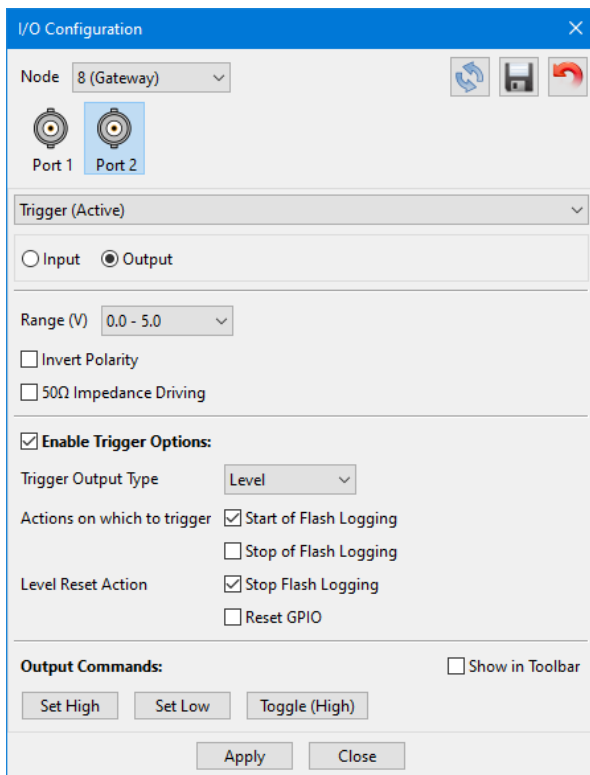 I/O Configuration
Node 8 (Gateway)
Port 1 Port 2
Trigger (Active)
Input Output
Range (V) 0.0 - 5.0
Invert Polarity
50Ω Impedance Driving
Enable Trigger Options:
Trigger Output Type Level
Actions on which to trigger Start of Flash Logging
Stop of Flash Logging
Level Reset Action Stop Flash Logging
Reset GPIO
Output Commands: Show in Toolbar
Set High Set Low Toggle (High)
Apply Close